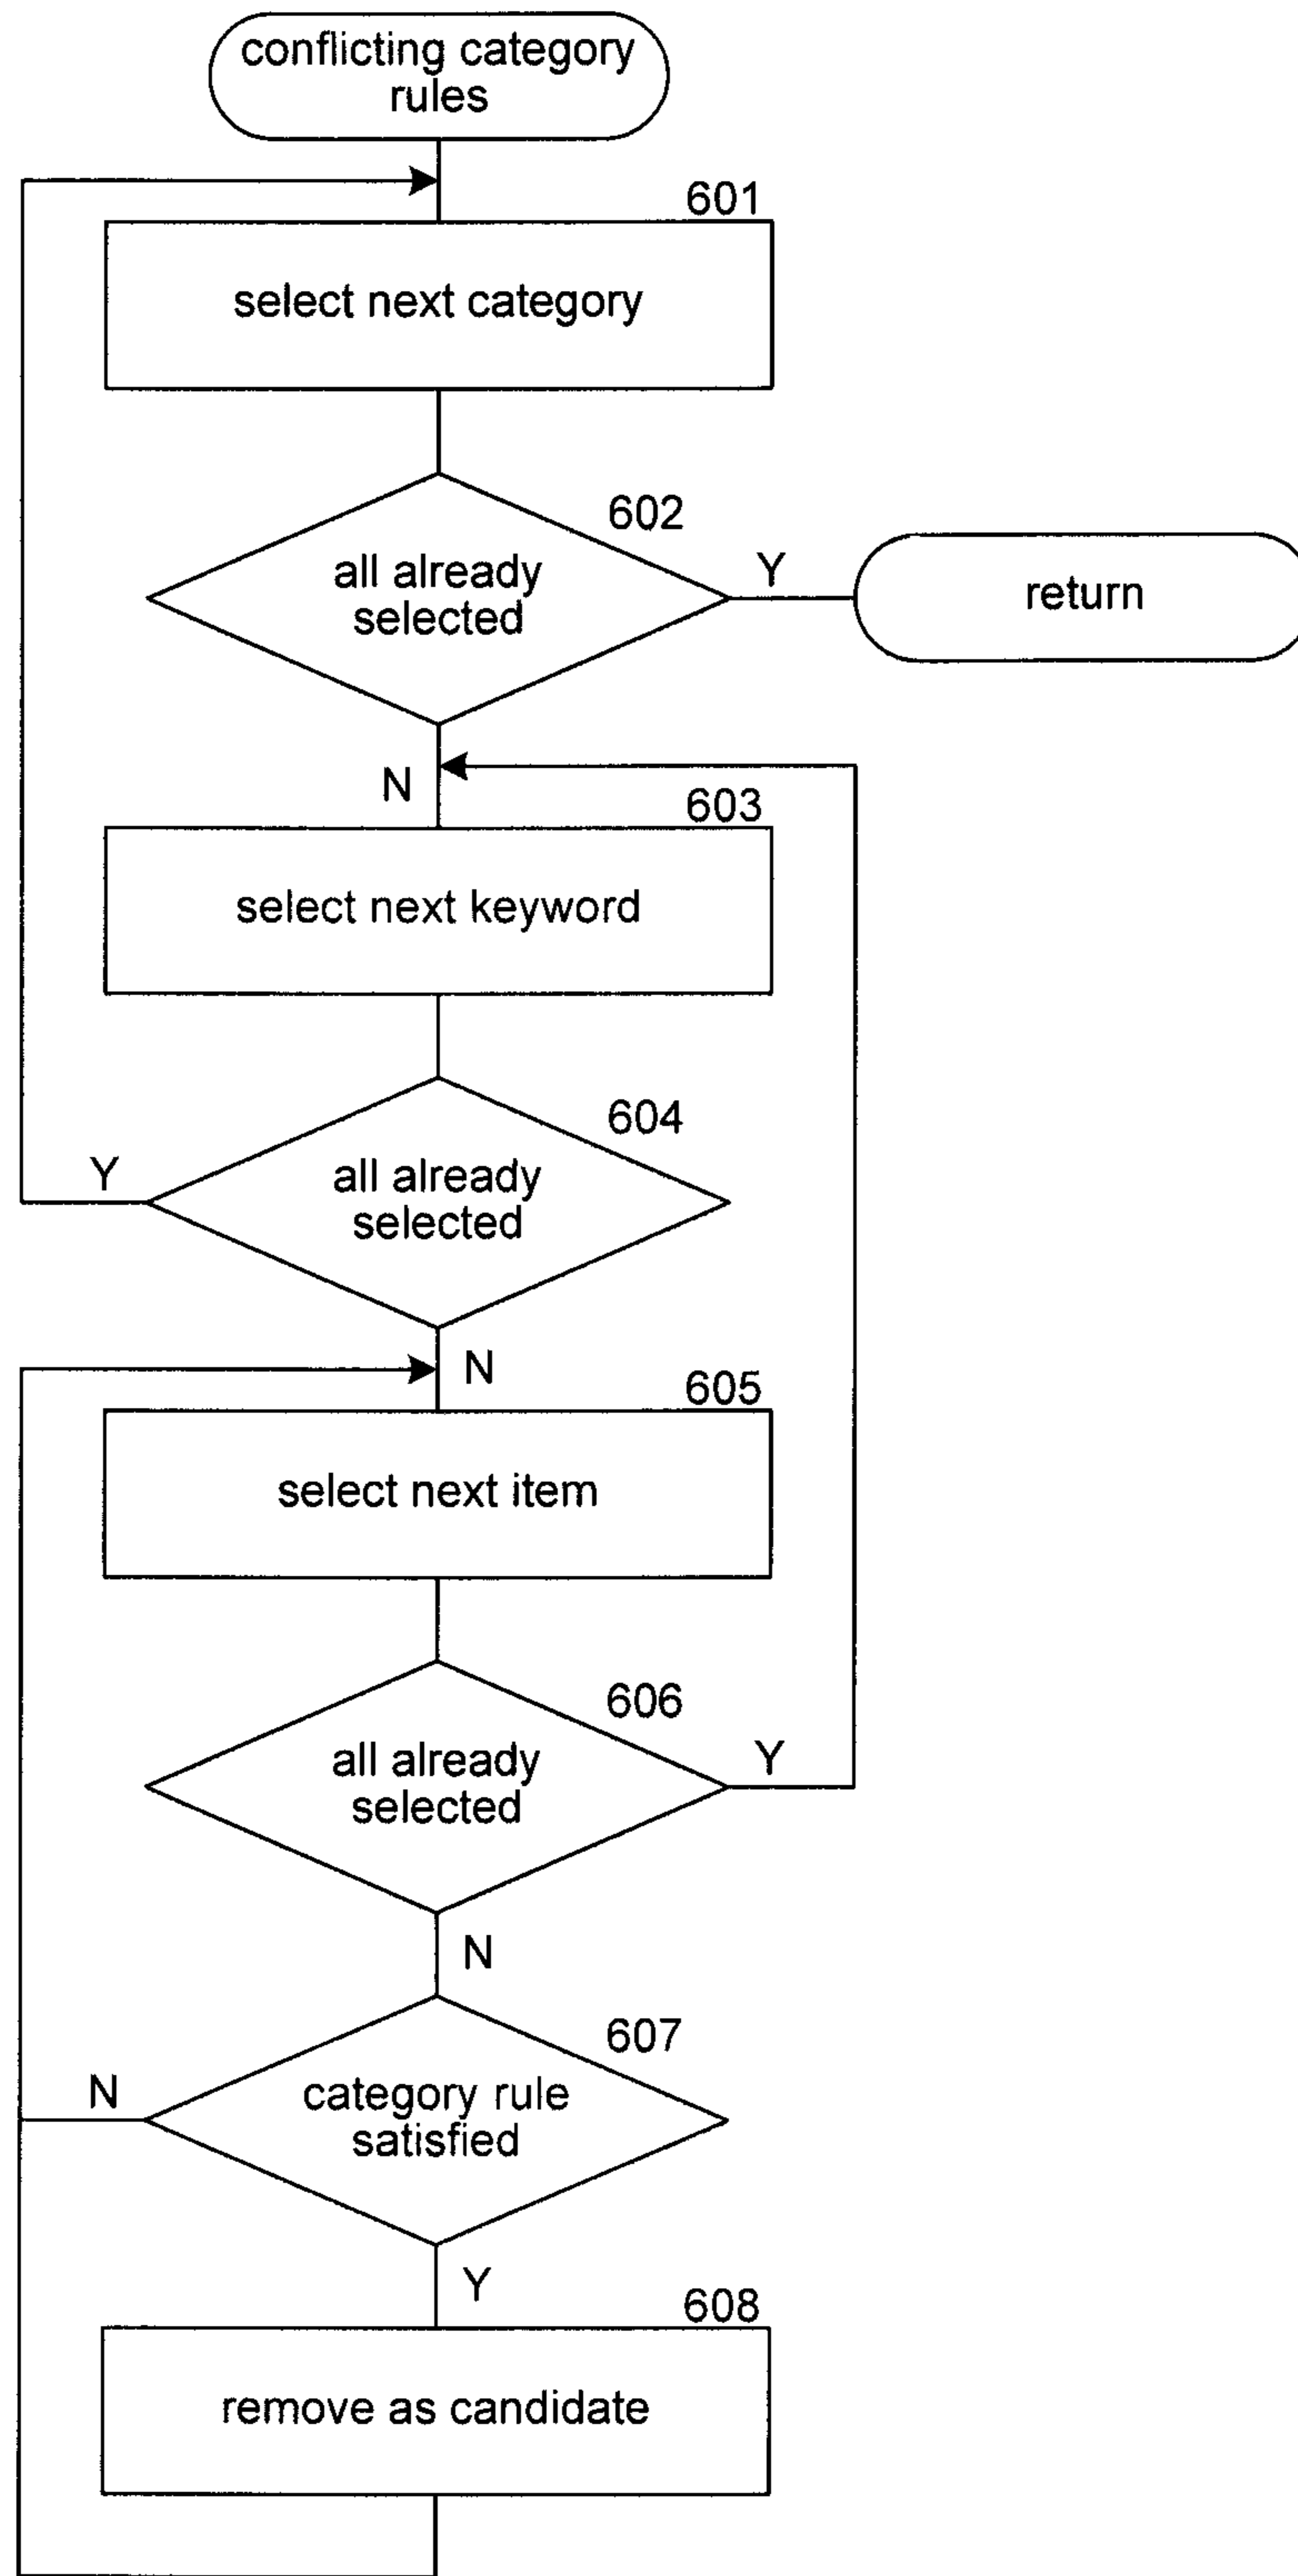 conflicting category
rules
601
select next category
602
all already
selected
Y
return
N
603
select next keyword
604
all already
selected
Y
N
605
select next item
606
all already
selected
Y
N
607
category rule
satisfied
N
Y
608
remove as candidate